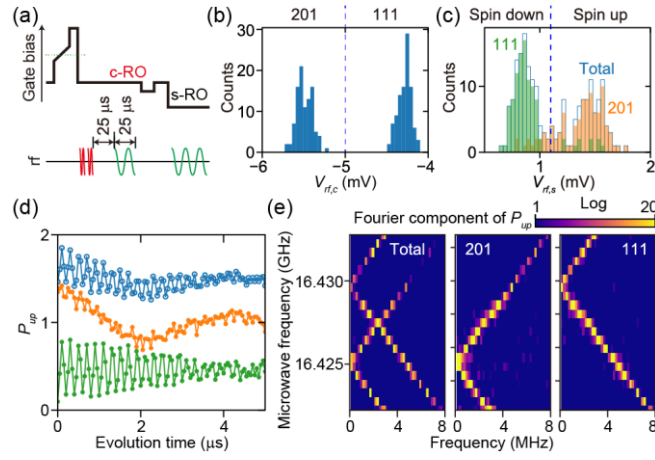 (a)
Gate bias
c-RO
s-RO
25 μs
25 μs
rf
(b)
201
111
Counts
30
20
10
0
−6
−5
−4
V_rf,c (mV)
(c)
Spin down
Spin up
111
Total
201
Counts
10
0
1
2
V_rf,s (mV)
(d)
P_up
2
1
0
0
2
4
Evolution time (μs)
(e)
Fourier component of P_up
1
Log
20
Total
201
111
Microwave frequency (GHz)
16.430
16.425
0
4
8
0
4
8
0
4
8
Frequency (MHz)